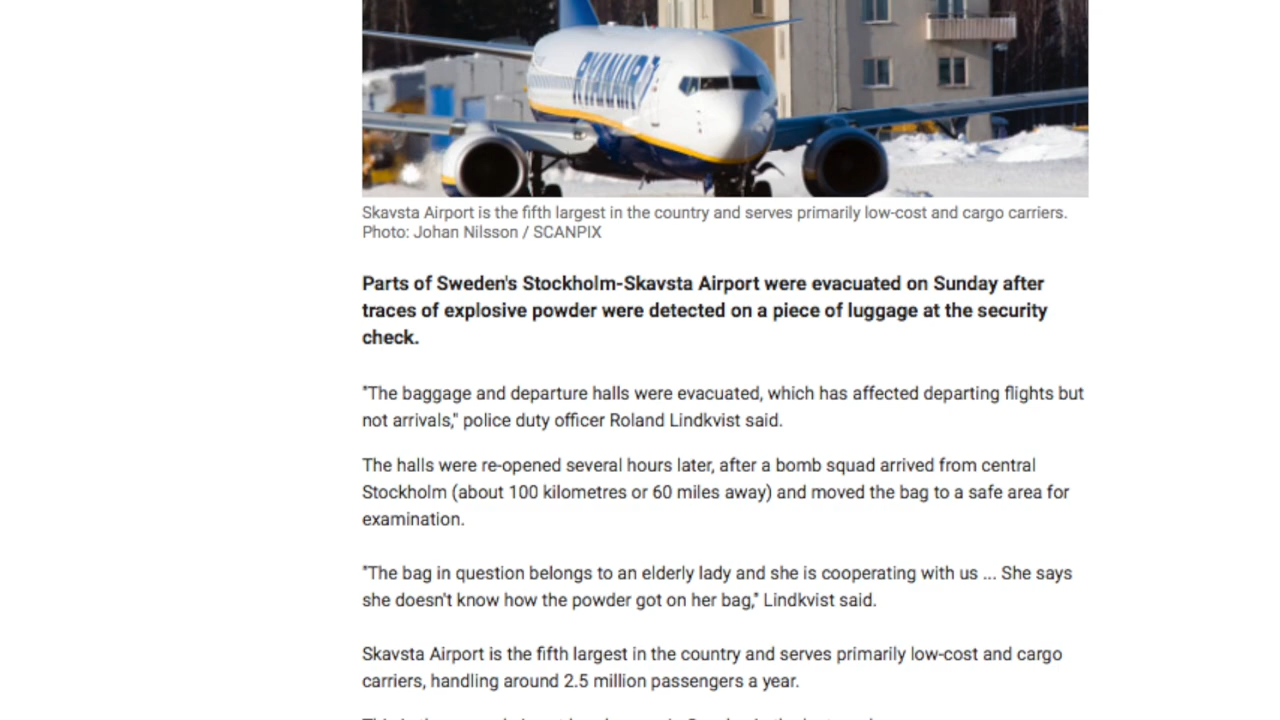 RYANAIR
Skavsta Airport is the fifth largest in the country and serves primarily low-cost and cargo carriers.
Photo: Johan Nilsson / SCANPIX
Parts of Sweden's Stockholm-Skavsta Airport were evacuated on Sunday after
traces of explosive powder were detected on a piece of luggage at the security
check.
"The baggage and departure halls were evacuated, which has affected departing flights but
not arrivals," police duty officer Roland Lindkvist said.
The halls were re-opened several hours later, after a bomb squad arrived from central
Stockholm (about 100 kilometres or 60 miles away) and moved the bag to a safe area for
examination.
"The bag in question belongs to an elderly lady and she is cooperating with us ... She says
she doesn't know how the powder got on her bag," Lindkvist said.
Skavsta Airport is the fifth largest in the country and serves primarily low-cost and cargo
carriers, handling around 2.5 million passengers a year.